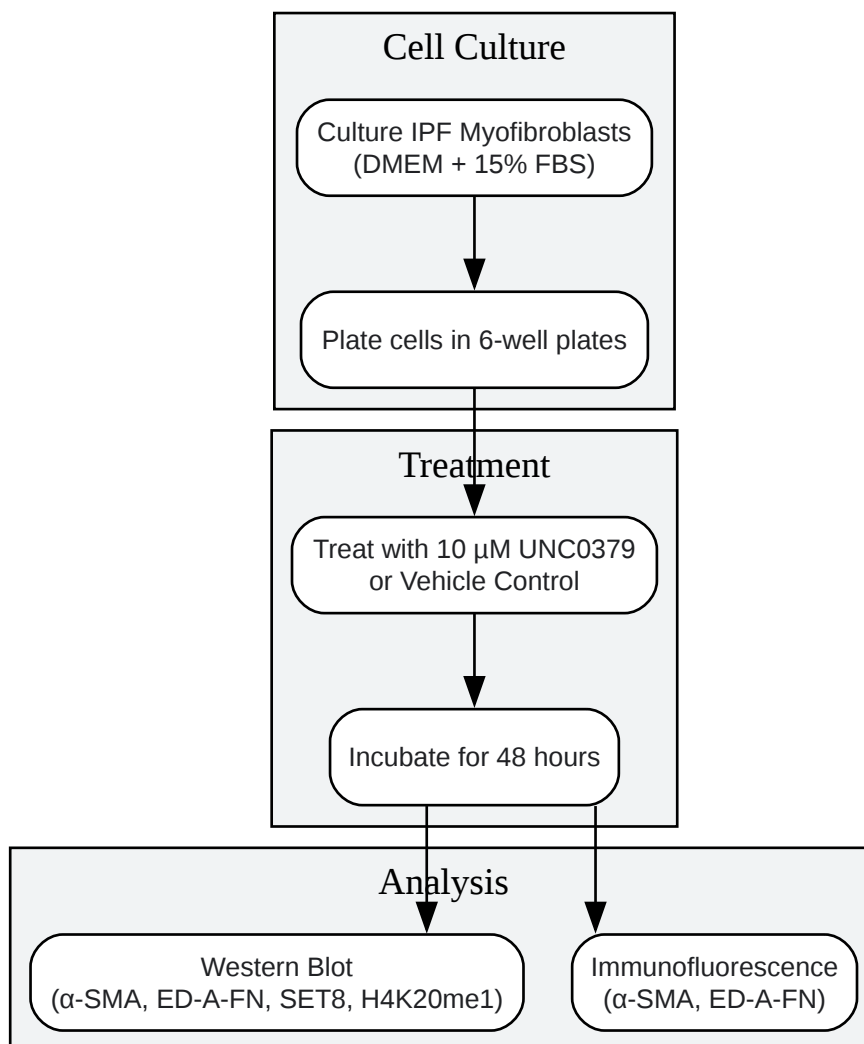 Cell Culture
Culture IPF Myofibroblasts
(DMEM + 15% FBS)
Plate cells in 6-well plates
Treatment
Treat with 10 µM UNC0379
or Vehicle Control
Incubate for 48 hours
Analysis
Western Blot
(α-SMA, ED-A-FN, SET8, H4K20me1)
Immunofluorescence
(α-SMA, ED-A-FN)